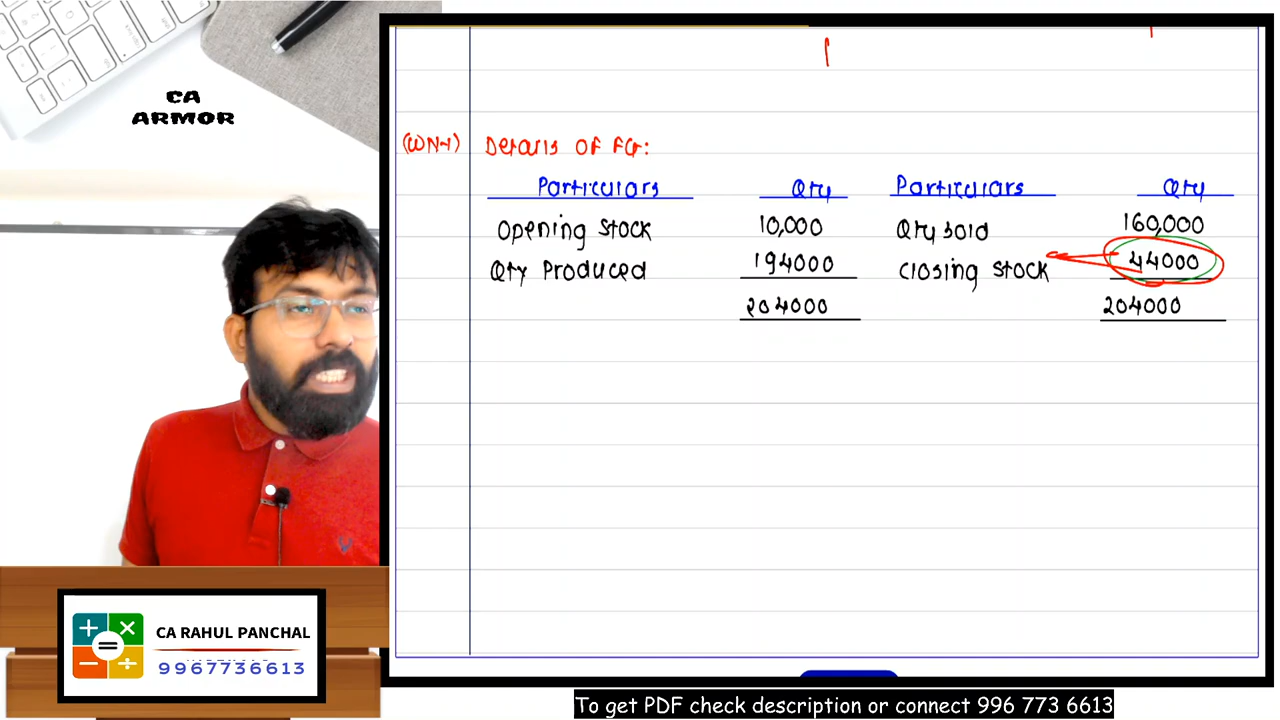 CA
ARMOR
(WN-1) Details of FG:
Particulars Qty Particulars Qty
Opening Stock 10,000 Qty sold 160,000
Qty Produced 194000 Closing Stock 44000
204000 204000
CA RAHUL PANCHAL
9967736613
To get PDF check description or connect 996 773 6613